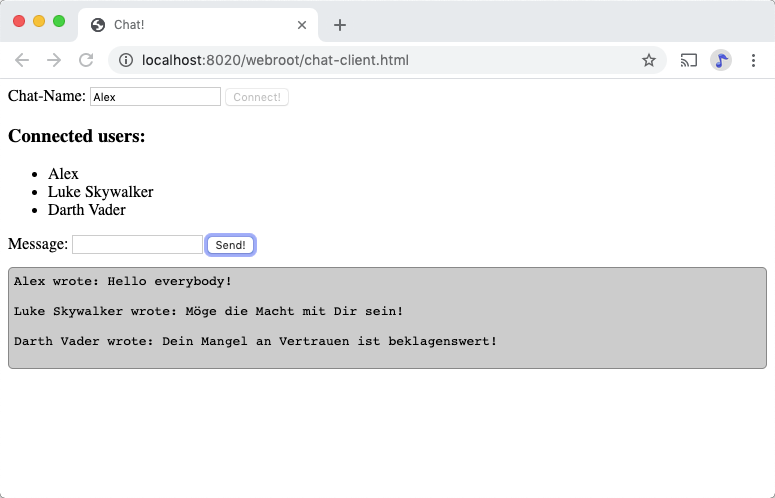 Chat!
localhost:8020/webroot/chat-client.html
Chat-Name: Alex Connect!
Connected users:
Alex
Luke Skywalker
Darth Vader
Message: Send!
Alex wrote: Hello everybody!
Luke Skywalker wrote: Möge die Macht mit Dir sein!
Darth Vader wrote: Dein Mangel an Vertrauen ist beklagenswert!